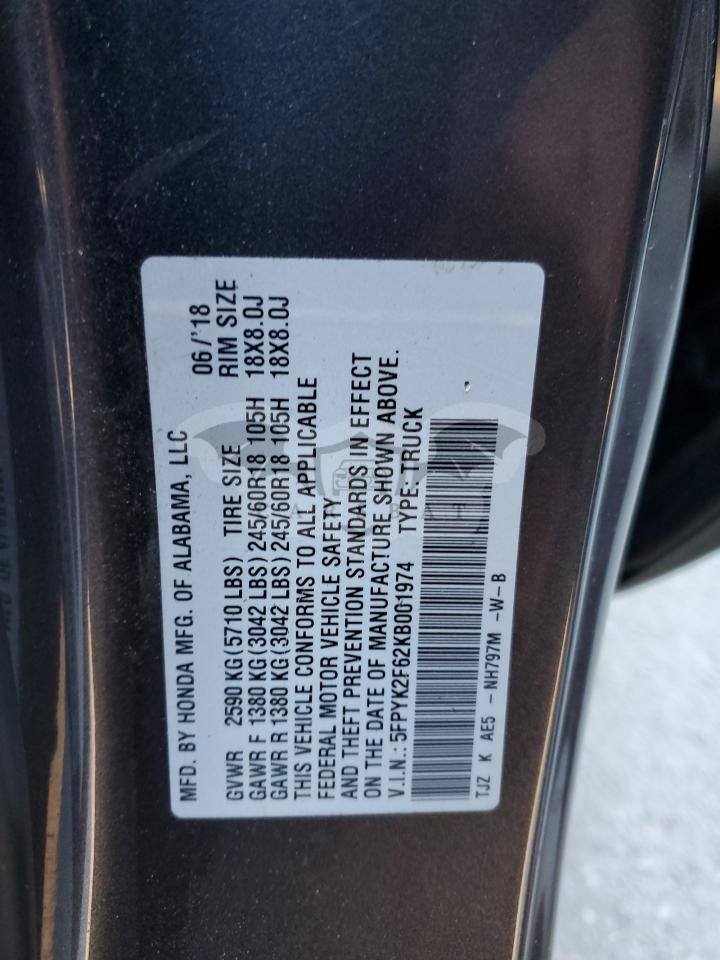 MFD. BY HONDA MFG. OF ALABAMA, LLC 06/'18
GVWR 2590 KG (5710 LBS) TIRE SIZE RIM SIZE
GAWR F 1380 KG (3042 LBS) 245/60R18 105H 18X8.0J
GAWR R 1380 KG (3042 LBS) 245/60R18 105H 18X8.0J
THIS VEHICLE CONFORMS TO ALL APPLICABLE
FEDERAL MOTOR VEHICLE SAFETY
AND THEFT PREVENTION STANDARDS IN EFFECT
ON THE DATE OF MANUFACTURE SHOWN ABOVE.
V.I.N.: 5FPYK2F62KB001974 TYPE: TRUCK
TJZ K AE5 - NH797M -W-B